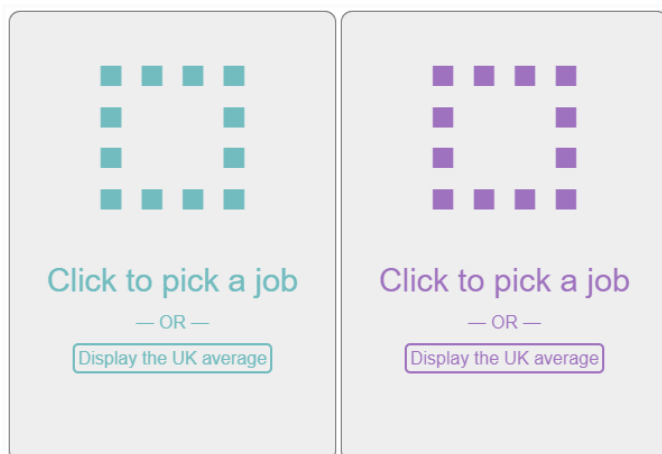 Click to pick a job
— OR —
Display the UK average
Click to pick a job
— OR —
Display the UK average